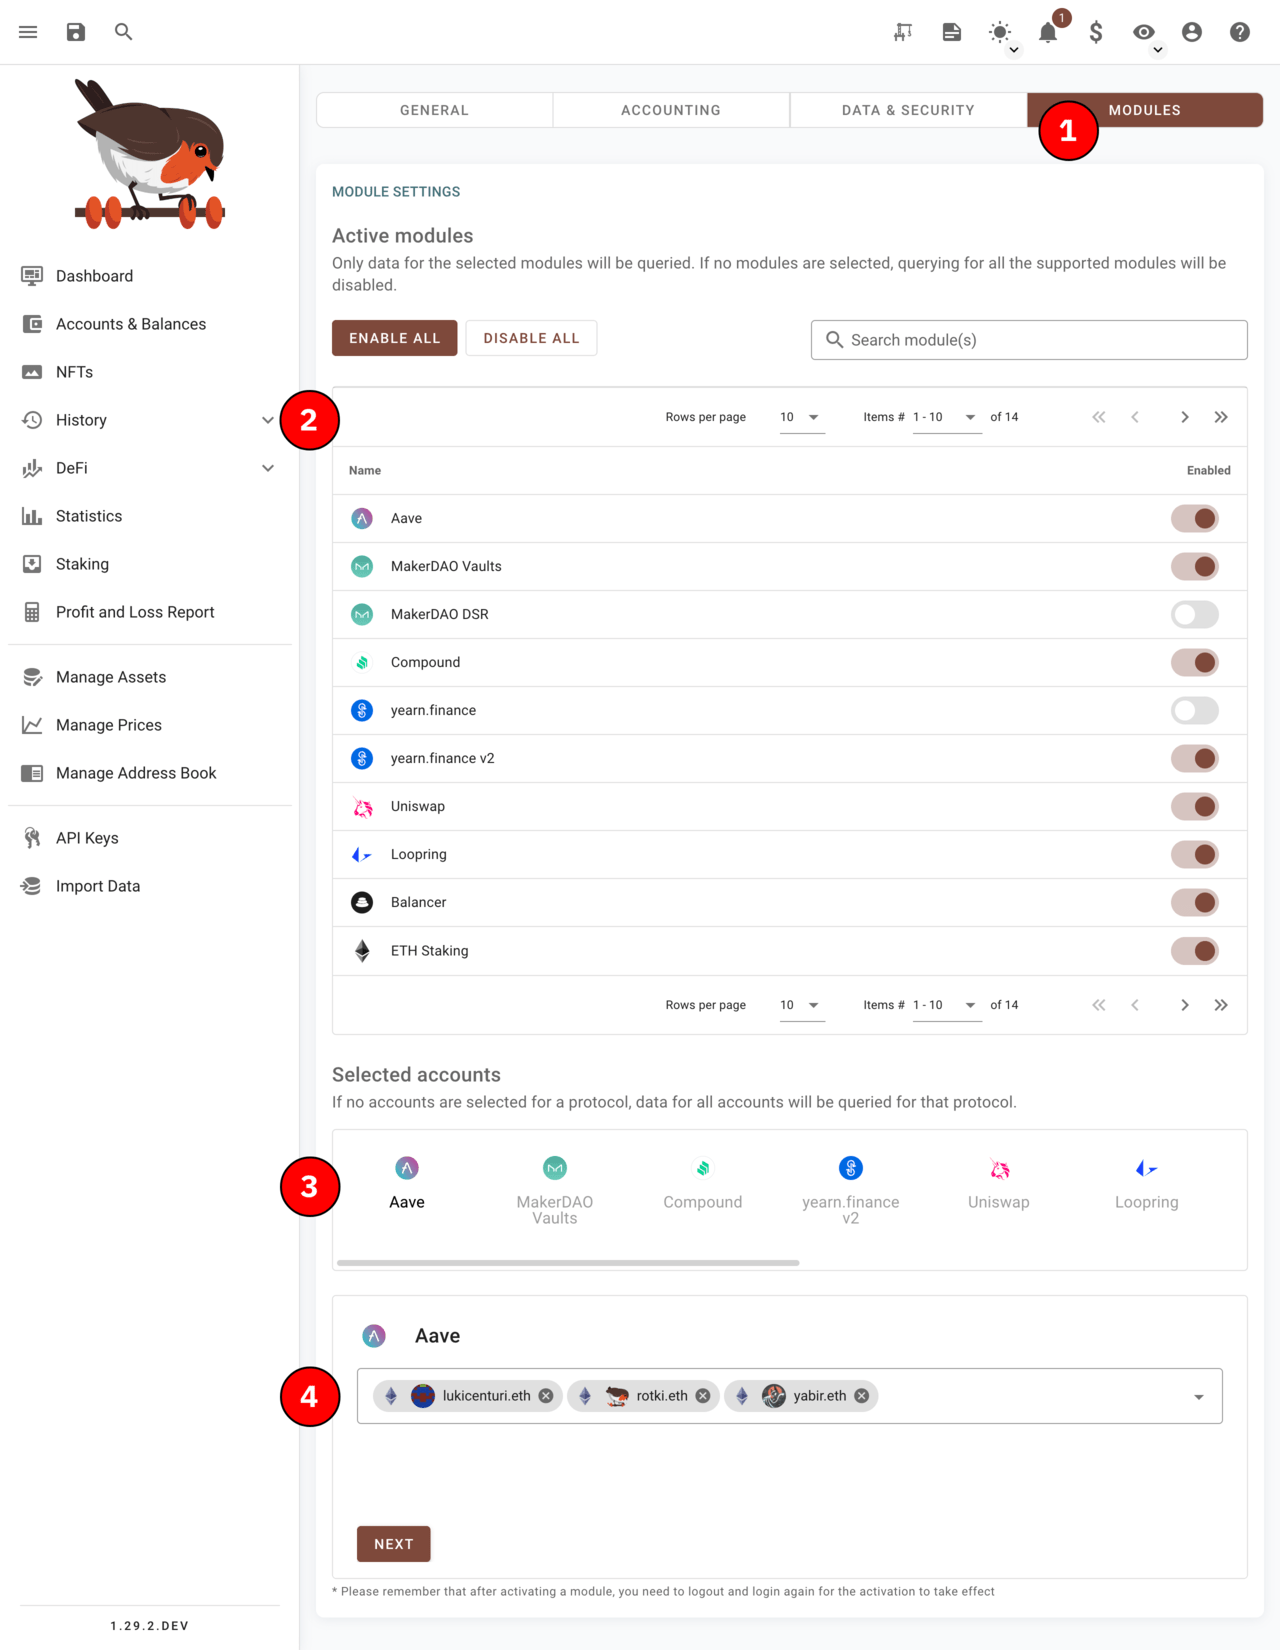 1
GENERAL
ACCOUNTING
DATA & SECURITY
MODULES
1
MODULE SETTINGS
Active modules
Only data for the selected modules will be queried. If no modules are selected, querying for all the supported modules will be
disabled.
ENABLE ALL
DISABLE ALL
Search module(s)
Dashboard
Accounts & Balances
NFTs
History
DeFi
Statistics
Staking
Profit and Loss Report
Manage Assets
Manage Prices
Manage Address Book
API Keys
Import Data
1.29.2.DEV
2
Rows per page 10 Items # 1 - 10 of 14
Name Enabled
Aave
MakerDAO Vaults
MakerDAO DSR
Compound
yearn.finance
yearn.finance v2
Uniswap
Loopring
Balancer
ETH Staking
Rows per page 10 Items # 1 - 10 of 14
Selected accounts
If no accounts are selected for a protocol, data for all accounts will be queried for that protocol.
3
Aave
MakerDAO
Vaults
Compound
yearn.finance
v2
Uniswap
Loopring
Aave
4
lukicenturi.eth rotki.eth yabir.eth
NEXT
* Please remember that after activating a module, you need to logout and login again for the activation to take effect